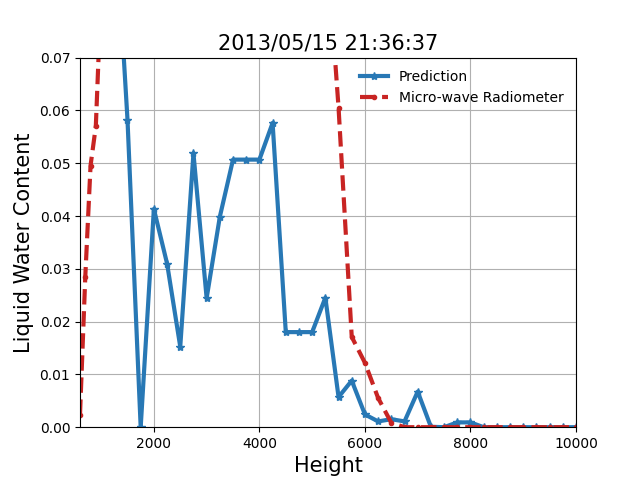 2013/05/15 21:36:37
Prediction
Micro-wave Radiometer
Liquid Water Content
0.07
0.06
0.05
0.04
0.03
0.02
0.01
0.00
2000 4000 6000 8000 10000
Height